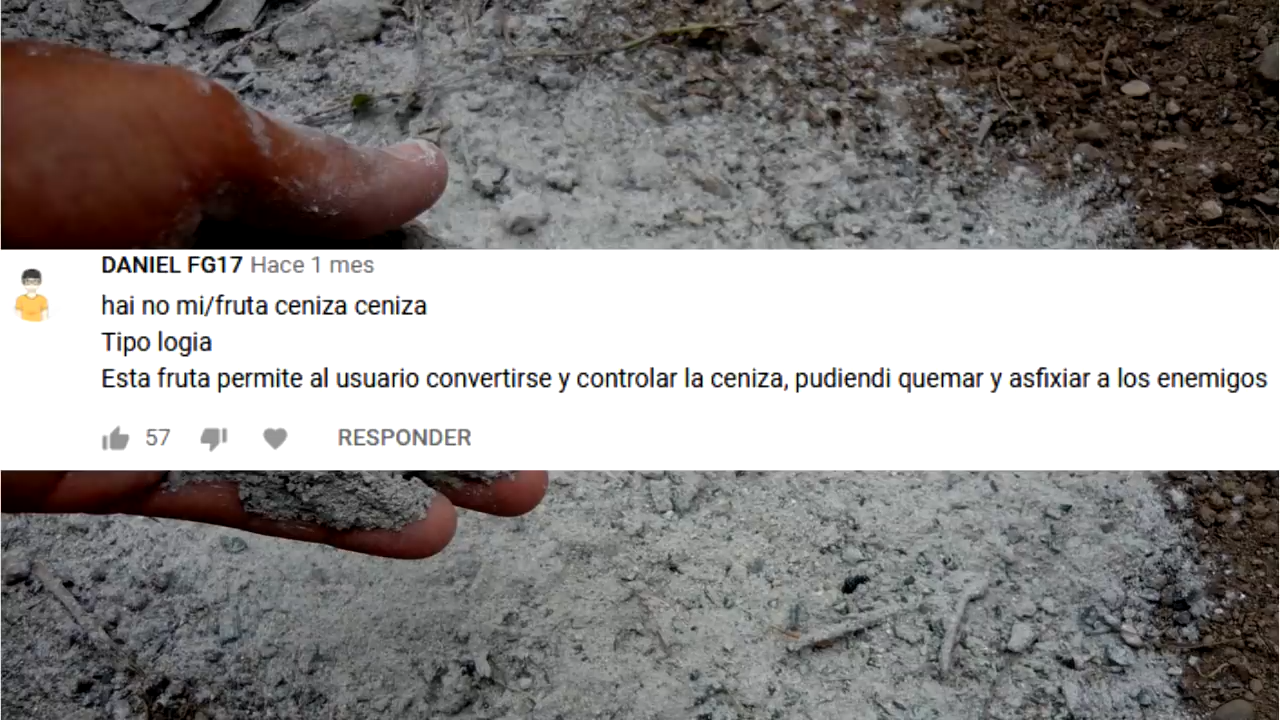 DANIEL FG17 Hace 1 mes
hai no mi/fruta ceniza ceniza
Tipo logia
Esta fruta permite al usuario convertirse y controlar la ceniza, pudiendi quemar y asfixiar a los enemigos
57
RESPONDER